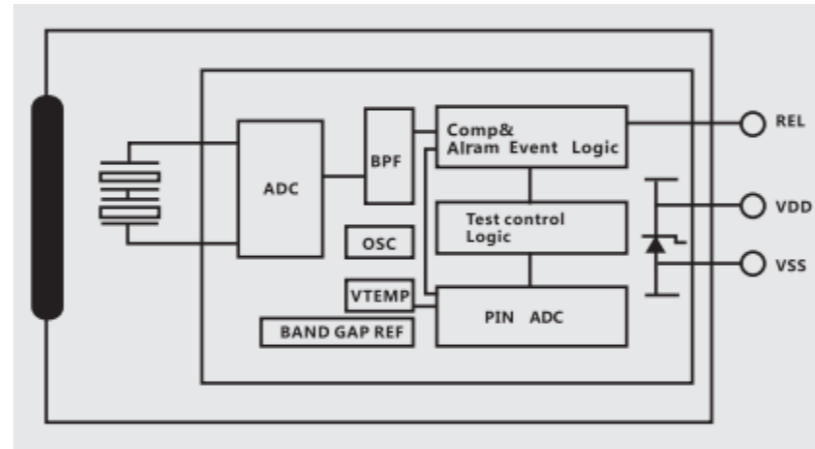 REL
Comp&
Alram Event Logic
BPF
ADC
VDD
Test control
Logic
OSC
VSS
VTEMP
PIN ADC
BAND GAP REF